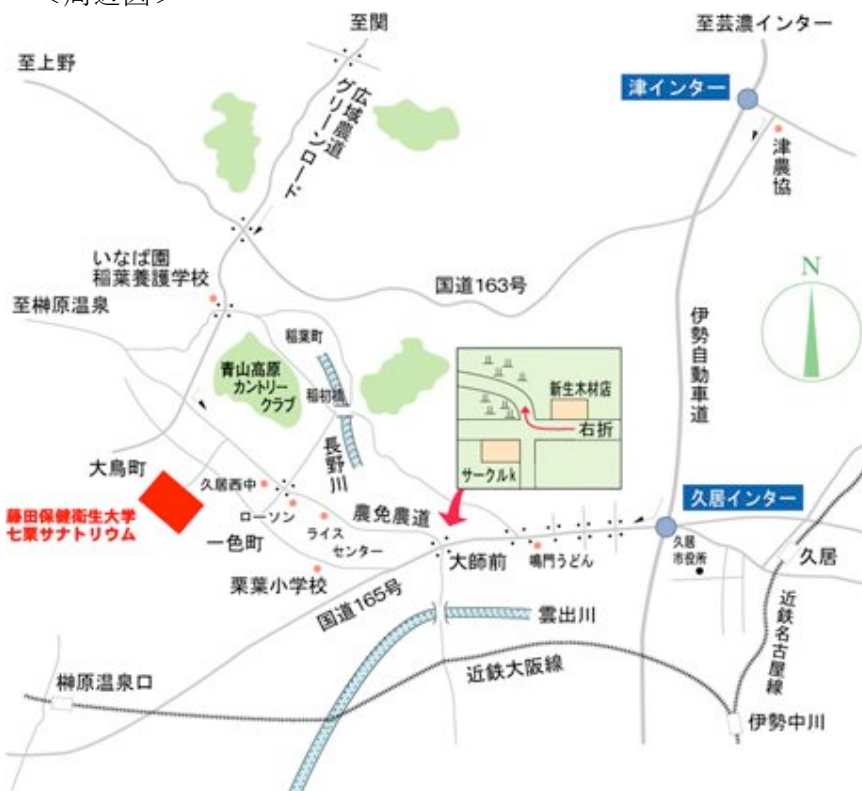 <周辺図>
至関
至芸濃インター
至上野
津インター
広域農道
グリーンロード
津農協
いなば園
稲葉養護学校
国道163号
N
至榊原温泉
伊勢自動車道
稲葉町
青山高原
カントリー
クラブ
稲初橋
新生木材店
右折
サークルk
長野川
大鳥町
久居西中
農免農道
久居インター
藤田保健衛生大学
七栗サナトリウム
ローソン
ライス
センター
一色町
大師前
鳴門うどん
久居
市役所
久居
栗葉小学校
国道165号
雲出川
近鉄名古屋線
近鉄大阪線
榊原温泉口
伊勢中川